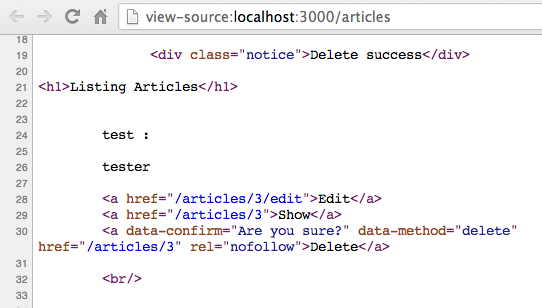 view-source:localhost:3000/articles
18
19 <div class="notice">Delete success</div>
20
21 <h1>Listing Articles</h1>
22
23
24 test :
25
26 tester
27
28 <a href="/articles/3/edit">Edit</a>
29 <a href="/articles/3">Show</a>
30 <a data-confirm="Are you sure?" data-method="delete"
href="/articles/3" rel="nofollow">Delete</a>
31
32 <br/>
33